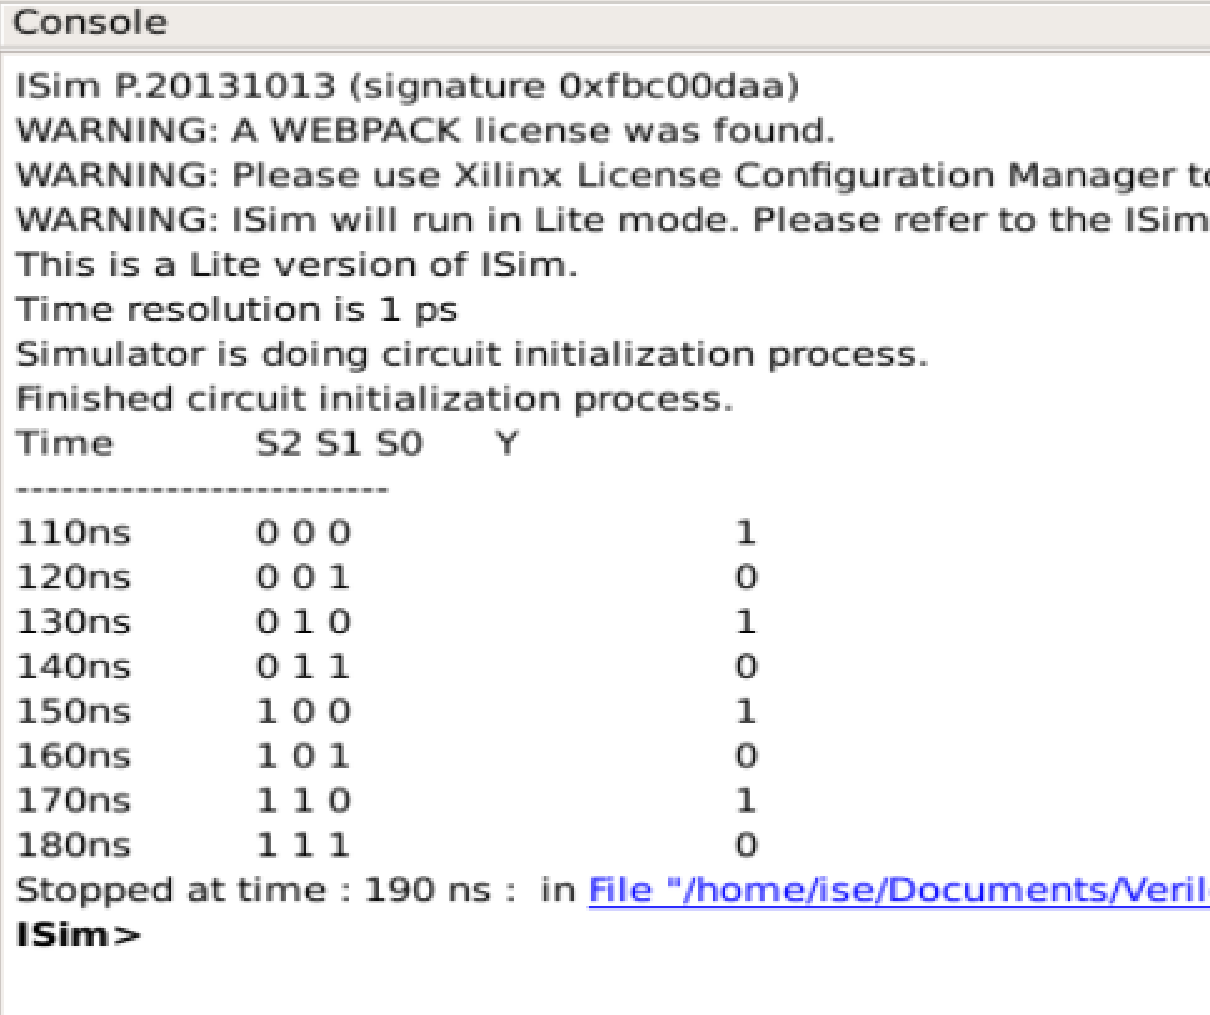 Console
ISim P.20131013 (signature 0xfbc00daa)
WARNING: A WEBPACK license was found.
WARNING: Please use Xilinx License Configuration Manager to
WARNING: ISim will run in Lite mode. Please refer to the ISim
This is a Lite version of ISim.
Time resolution is 1 ps
Simulator is doing circuit initialization process.
Finished circuit initialization process.
Time S2 S1 S0 Y
-------------------------
110ns 0 0 0 1
120ns 0 0 1 0
130ns 0 1 0 1
140ns 0 1 1 0
150ns 1 0 0 1
160ns 1 0 1 0
170ns 1 1 0 1
180ns 1 1 1 0
Stopped at time : 190 ns : in File "/home/ise/Documents/Veril
ISim>